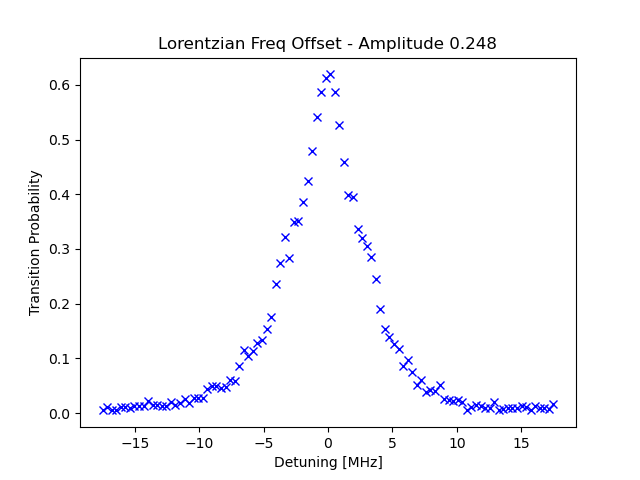 Lorentzian Freq Offset - Amplitude 0.248
Transition Probability
0.6
0.5
0.4
0.3
0.2
0.1
0.0
−15 −10 −5 0 5 10 15
Detuning [MHz]